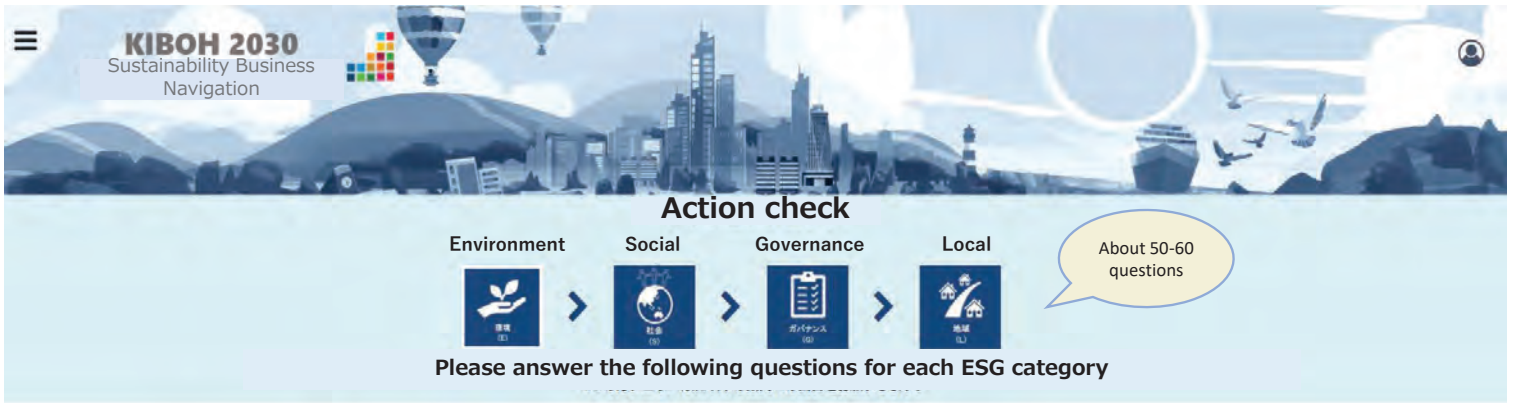 KIBOH 2030
Sustainability Business
Navigation
Action check
Environment
Social
Governance
Local
About 50-60
questions
環境
(E)
社会
(S)
ガバナンス
(G)
地域
(L)
Please answer the following questions for each ESG category